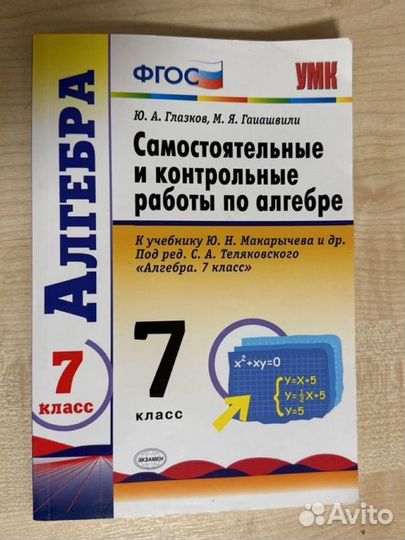 АЛГЕБРА
7
КЛАСС
ФГОС
УМК
Ю. А. Глазков, М. Я. Гаиашвили
Самостоятельные
и контрольные
работы по алгебре
К учебнику Ю. Н. Макарычева и др.
Под ред. С. А. Теляковского
«Алгебра. 7 класс»
7
класс
x²+xy=0
y=x+5
y=½x+5
y=5
ЭКЗАМЕН
Avito